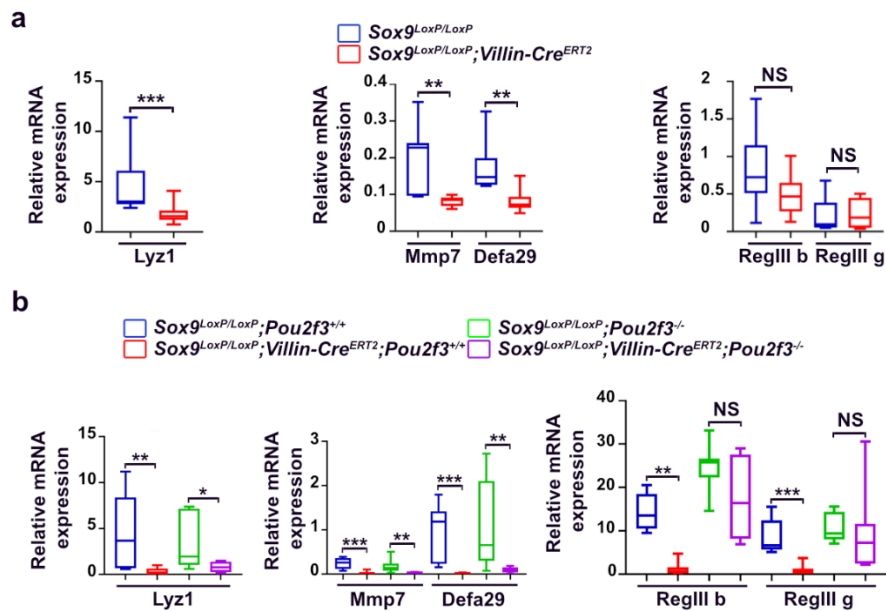 a
Sox9LoxP/LoxP
Sox9LoxP/LoxP;Villin-CreERT2
Relative mRNA
expression
15
10
5
0
***
Lyz1
Relative mRNA
expression
0.4
0.3
0.2
0.1
0
**
**
Mmp7 Defa29
Relative mRNA
expression
2
1.5
1
0.5
0
NS
NS
RegIII b RegIII g
b
Sox9LoxP/LoxP;Pou2f3+/+
Sox9LoxP/LoxP;Pou2f3-/-
Sox9LoxP/LoxP;Villin-CreERT2;Pou2f3+/+
Sox9LoxP/LoxP;Villin-CreERT2;Pou2f3-/-
Relative mRNA
expression
15
10
5
0
**
*
Lyz1
Relative mRNA
expression
3
2
1
0
***
**
***
**
Mmp7 Defa29
Relative mRNA
expression
40
30
20
10
0
**
NS
***
NS
RegIII b RegIII g